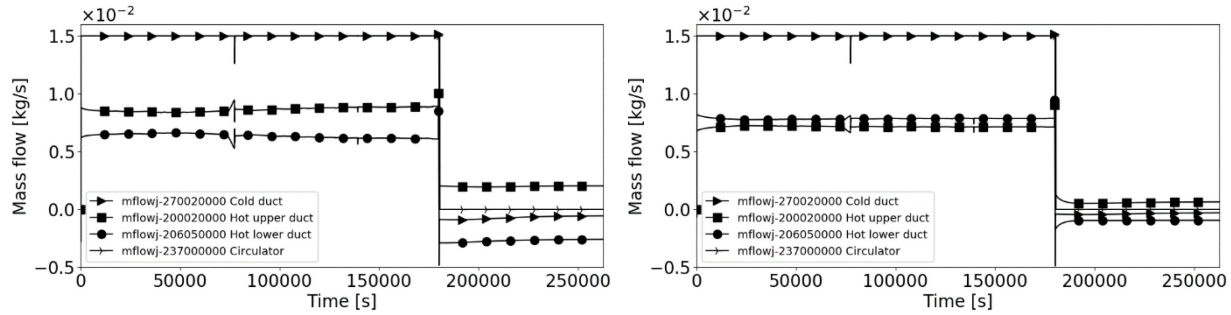 ×10⁻²
1.5
1.0
0.5
0.0
−0.5
Mass flow [kg/s]
mflowj-270020000 Cold duct
mflowj-200020000 Hot upper duct
mflowj-206050000 Hot lower duct
mflowj-237000000 Circulator
0 50000 100000 150000 200000 250000
Time [s]
×10⁻²
1.5
1.0
0.5
0.0
−0.5
Mass flow [kg/s]
mflowj-270020000 Cold duct
mflowj-200020000 Hot upper duct
mflowj-206050000 Hot lower duct
mflowj-237000000 Circulator
0 50000 100000 150000 200000 250000
Time [s]